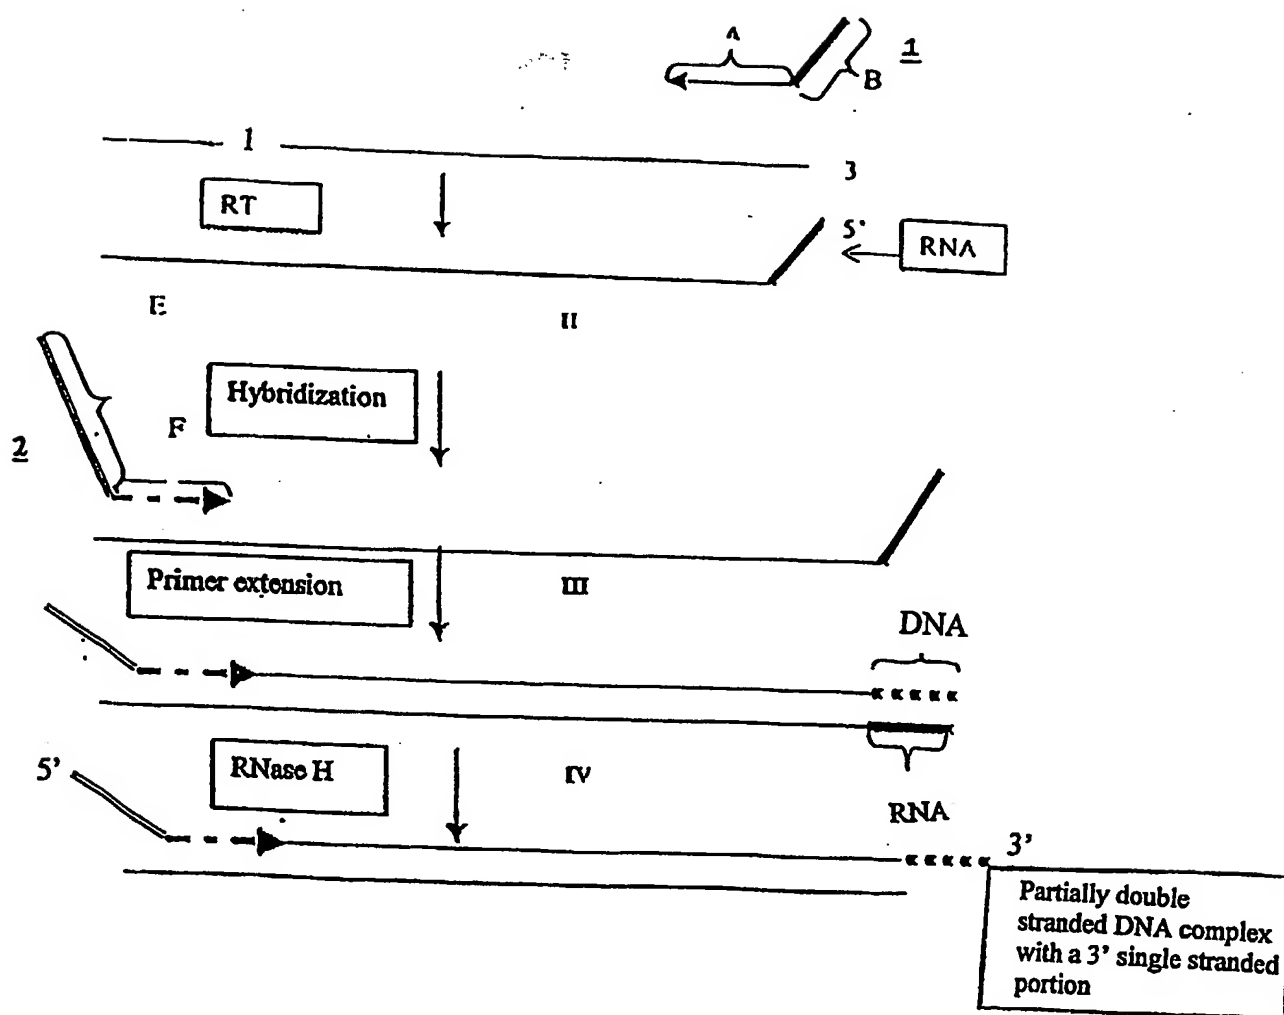 A
B
1
1
3
RT
5'
RNA
E
II
Hybridization
F
2
Primer extension
III
DNA
RNase H
IV
5'
RNA
3'
Partially double
stranded DNA complex
with a 3' single stranded
portion